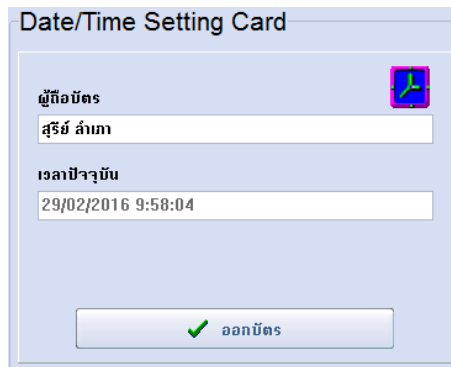 Date/Time Setting Card
ผู้ถือบัตร
สุรีย์ ลำเภา
เวลาปัจจุบัน
29/02/2016 9:58:04
ออกบัตร